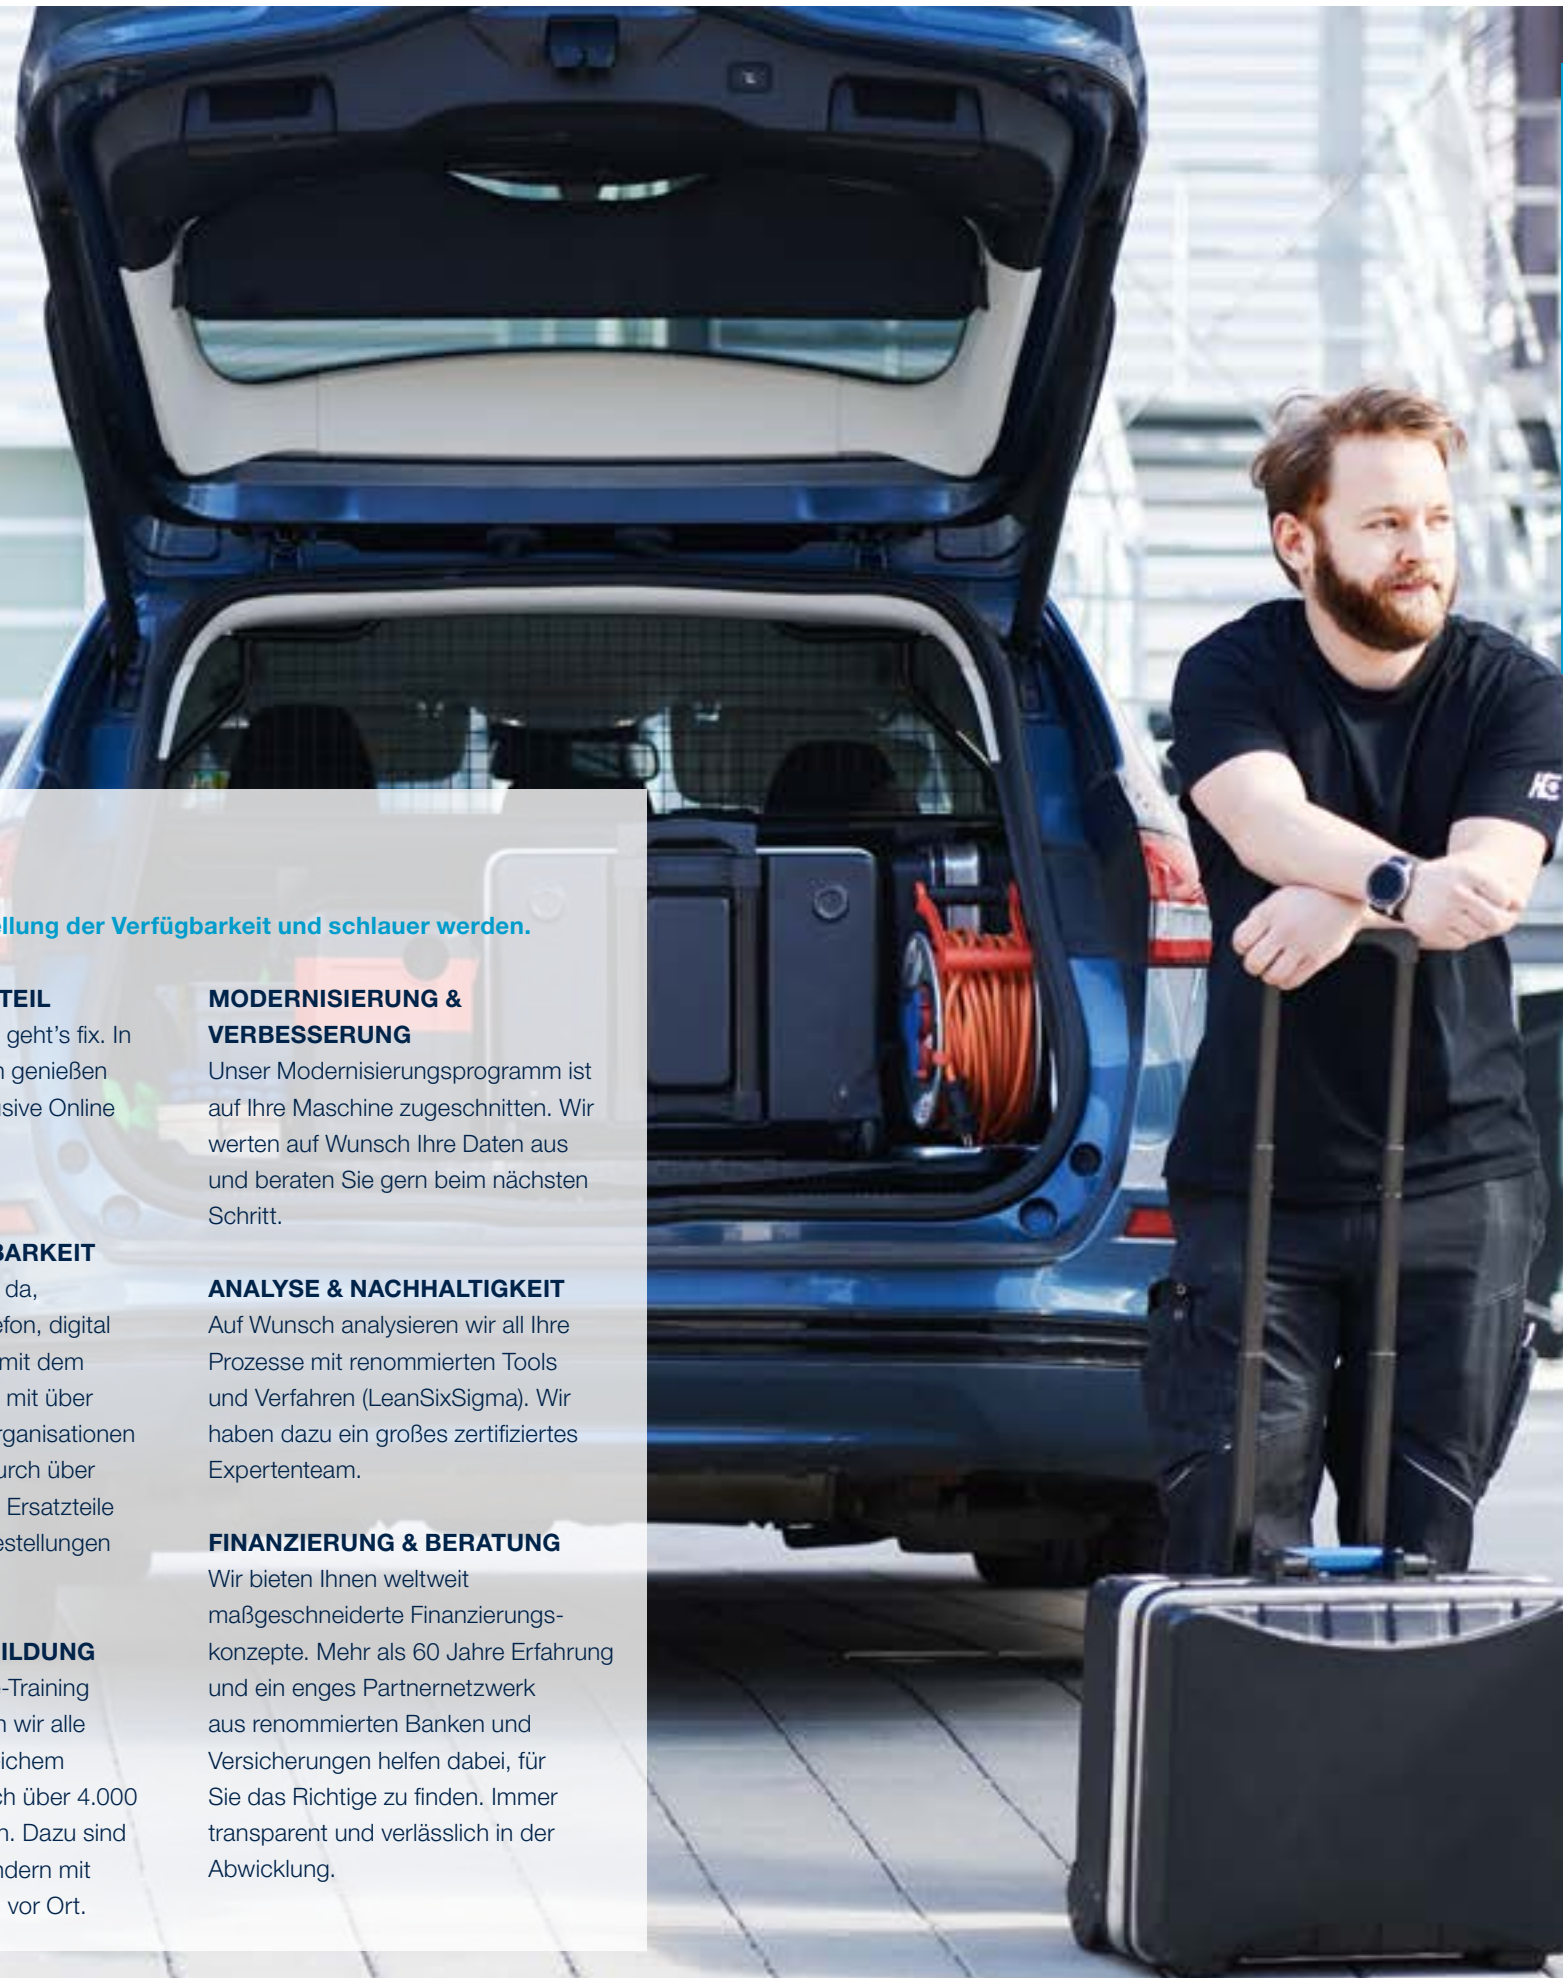 llung der Verfügbarkeit und schlauer werden.
TEIL
geht's fix. In
n genießen
sive Online
BARKEIT
da,
efon, digital
mit dem
mit über
rganisationen
urch über
Ersatzteile
estellungen
ILDUNG
-Training
n wir alle
ichem
ch über 4.000
n. Dazu sind
ndern mit
vor Ort.
MODERNISIERUNG &
VERBESSERUNG
Unser Modernisierungsprogramm ist
auf Ihre Maschine zugeschnitten. Wir
werten auf Wunsch Ihre Daten aus
und beraten Sie gern beim nächsten
Schritt.
ANALYSE & NACHHALTIGKEIT
Auf Wunsch analysieren wir all Ihre
Prozesse mit renommierten Tools
und Verfahren (LeanSixSigma). Wir
haben dazu ein großes zertifiziertes
Expertenteam.
FINANZIERUNG & BERATUNG
Wir bieten Ihnen weltweit
maßgeschneiderte Finanzierungs-
konzepte. Mehr als 60 Jahre Erfahrung
und ein enges Partnernetzwerk
aus renommierten Banken und
Versicherungen helfen dabei, für
Sie das Richtige zu finden. Immer
transparent und verlässlich in der
Abwicklung.